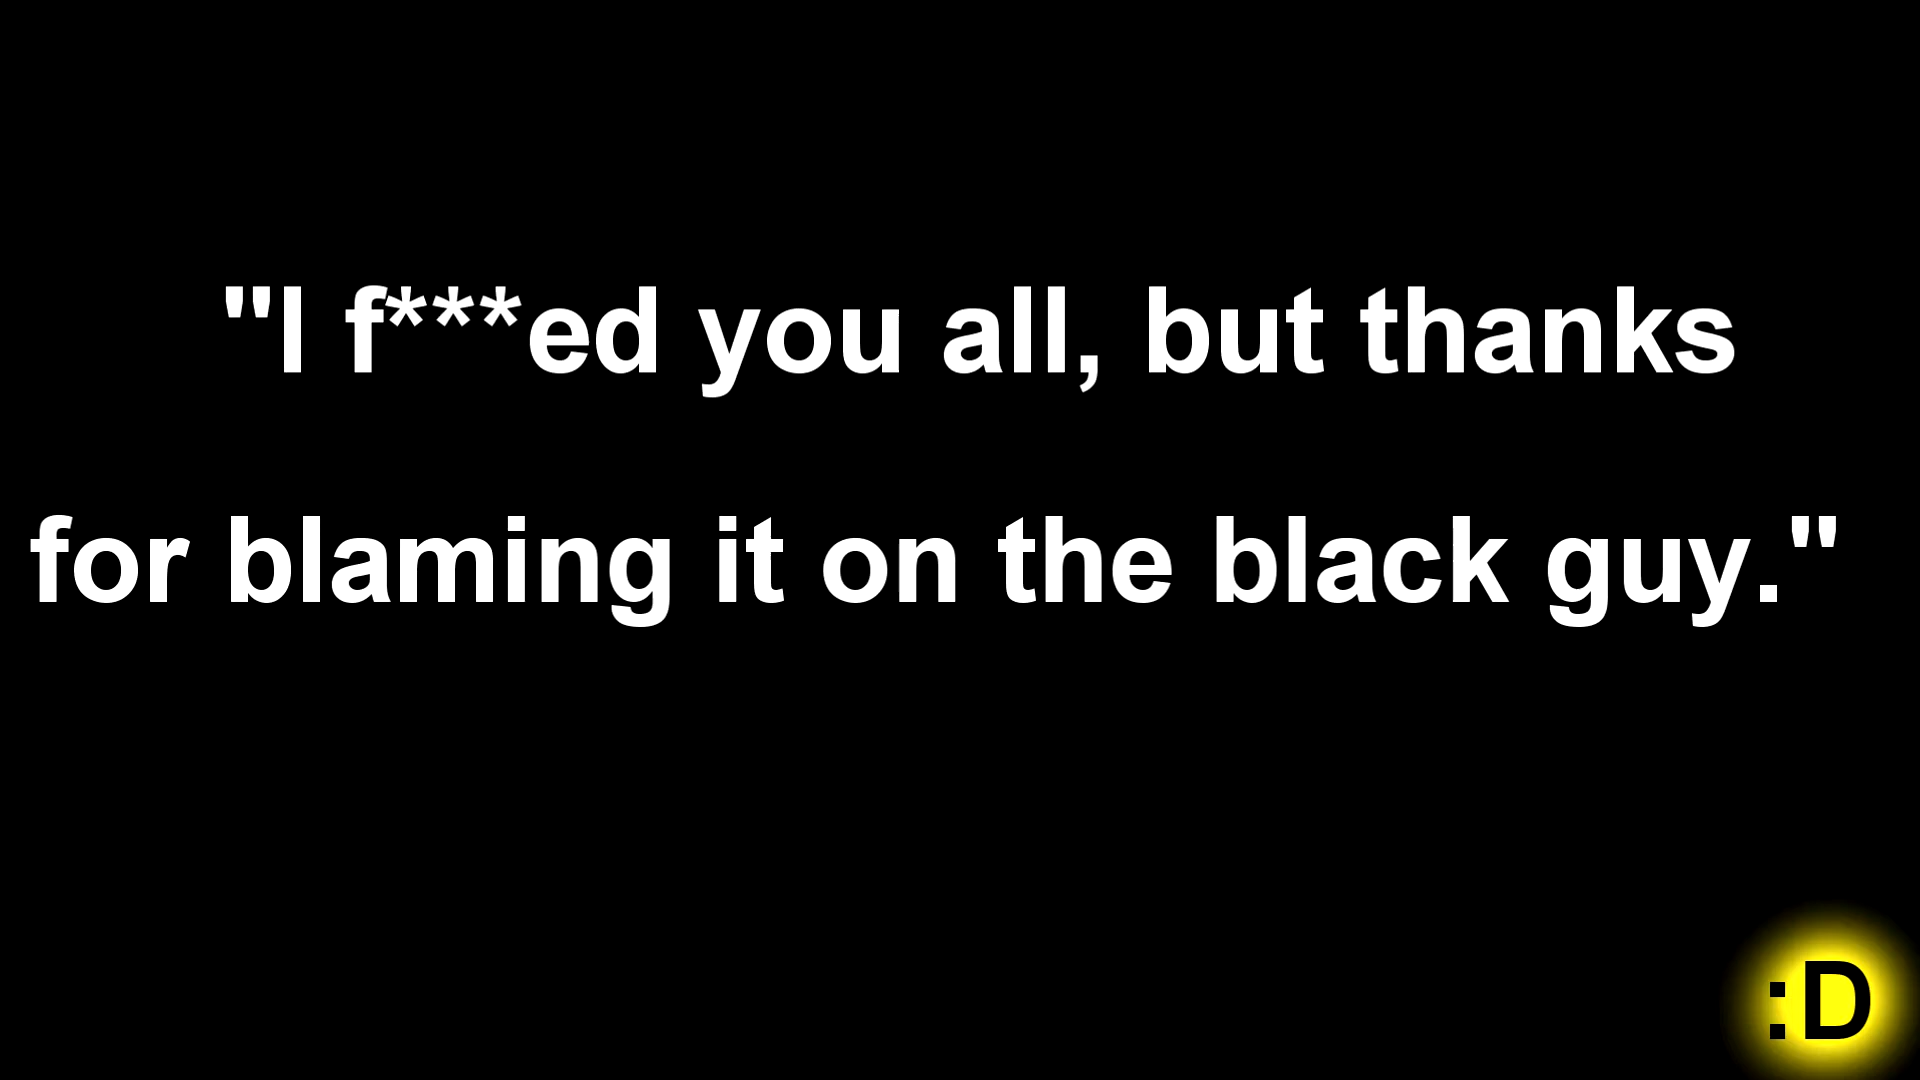 "I f***ed you all, but thanks
for blaming it on the black guy."
:D